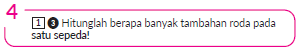 4
1 3 Hitunglah berapa banyak tambahan roda pada
satu sepeda!